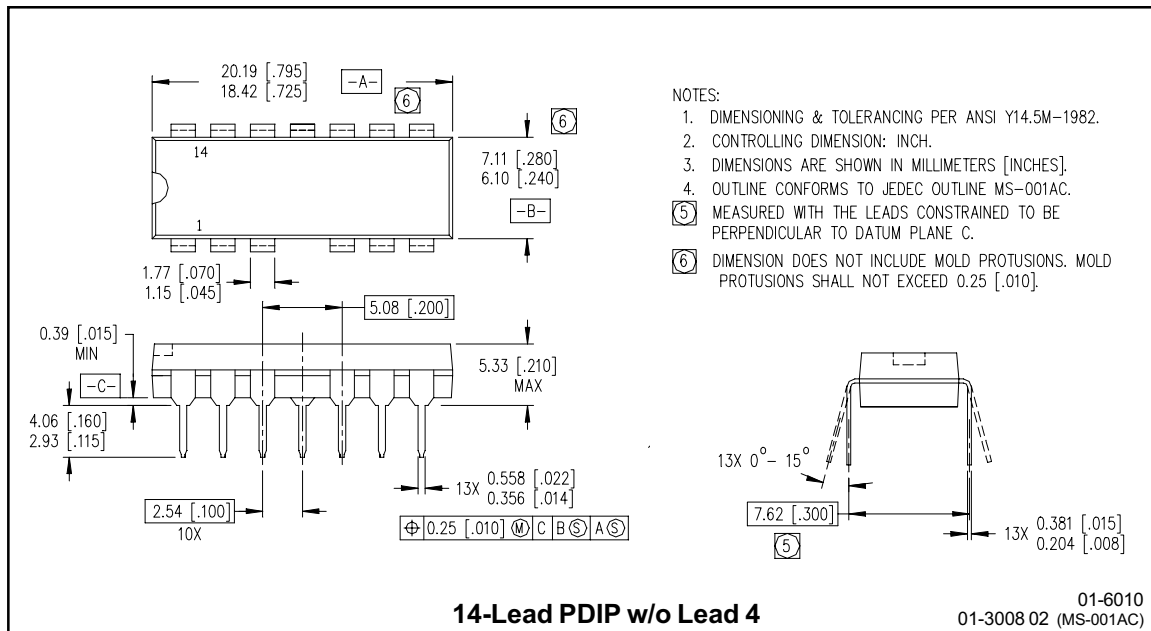 20.19 [.795]
18.42 [.725]
-A-
6
6
14
1
7.11 [.280]
6.10 [.240]
-B-
1.77 [.070]
1.15 [.045]
5.08 [.200]
0.39 [.015]
MIN
-C-
5.33 [.210]
MAX
4.06 [.160]
2.93 [.115]
13X 0.558 [.022]
0.356 [.014]
2.54 [.100]
10X
⌖ 0.25 [.010] Ⓜ C B Ⓢ A Ⓢ
NOTES:
1. DIMENSIONING & TOLERANCING PER ANSI Y14.5M-1982.
2. CONTROLLING DIMENSION: INCH.
3. DIMENSIONS ARE SHOWN IN MILLIMETERS [INCHES].
4. OUTLINE CONFORMS TO JEDEC OUTLINE MS-001AC.
5 MEASURED WITH THE LEADS CONSTRAINED TO BE
PERPENDICULAR TO DATUM PLANE C.
6 DIMENSION DOES NOT INCLUDE MOLD PROTUSIONS. MOLD
PROTUSIONS SHALL NOT EXCEED 0.25 [.010].
13X 0°- 15°
7.62 [.300]
5
13X 0.381 [.015]
0.204 [.008]
14-Lead PDIP w/o Lead 4
01-6010
01-3008 02 (MS-001AC)